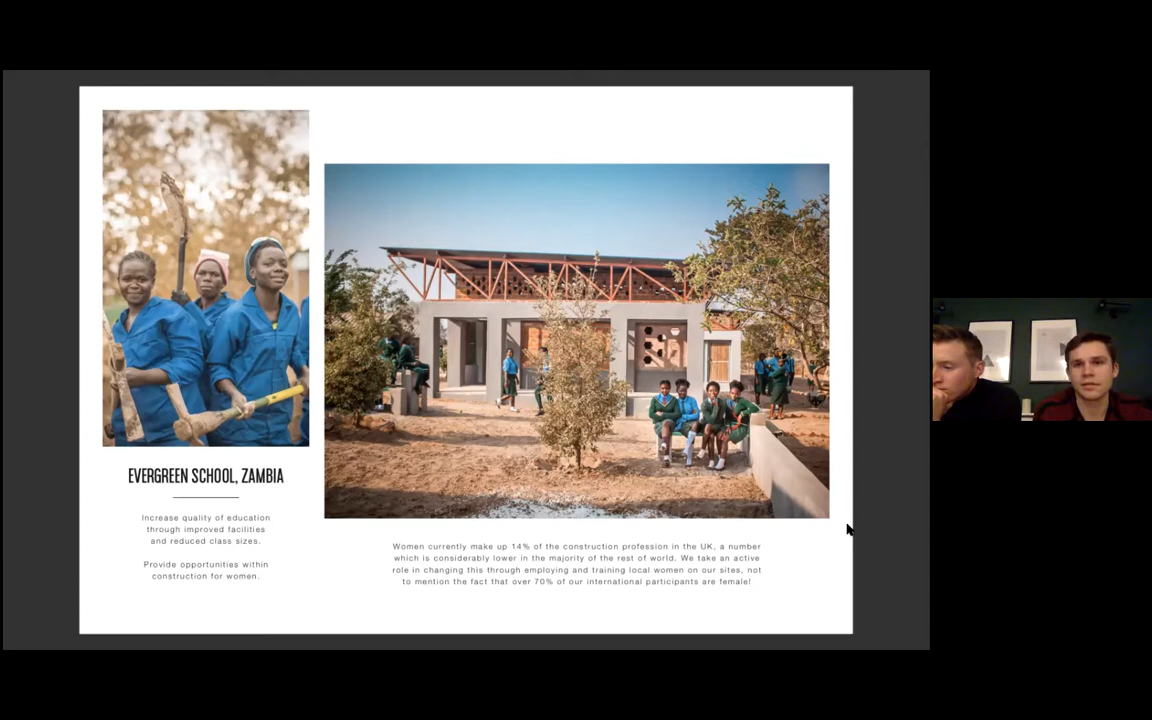 EVERGREEN SCHOOL, ZAMBIA
Increase quality of education
through improved facilities
and reduced class sizes.
Provide opportunities within
construction for women.
Women currently make up 14% of the construction profession in the UK, a number
which is considerably lower in the majority of the rest of world. We take an active
role in changing this through employing and training local women on our sites, not
to mention the fact that over 70% of our international participants are female!